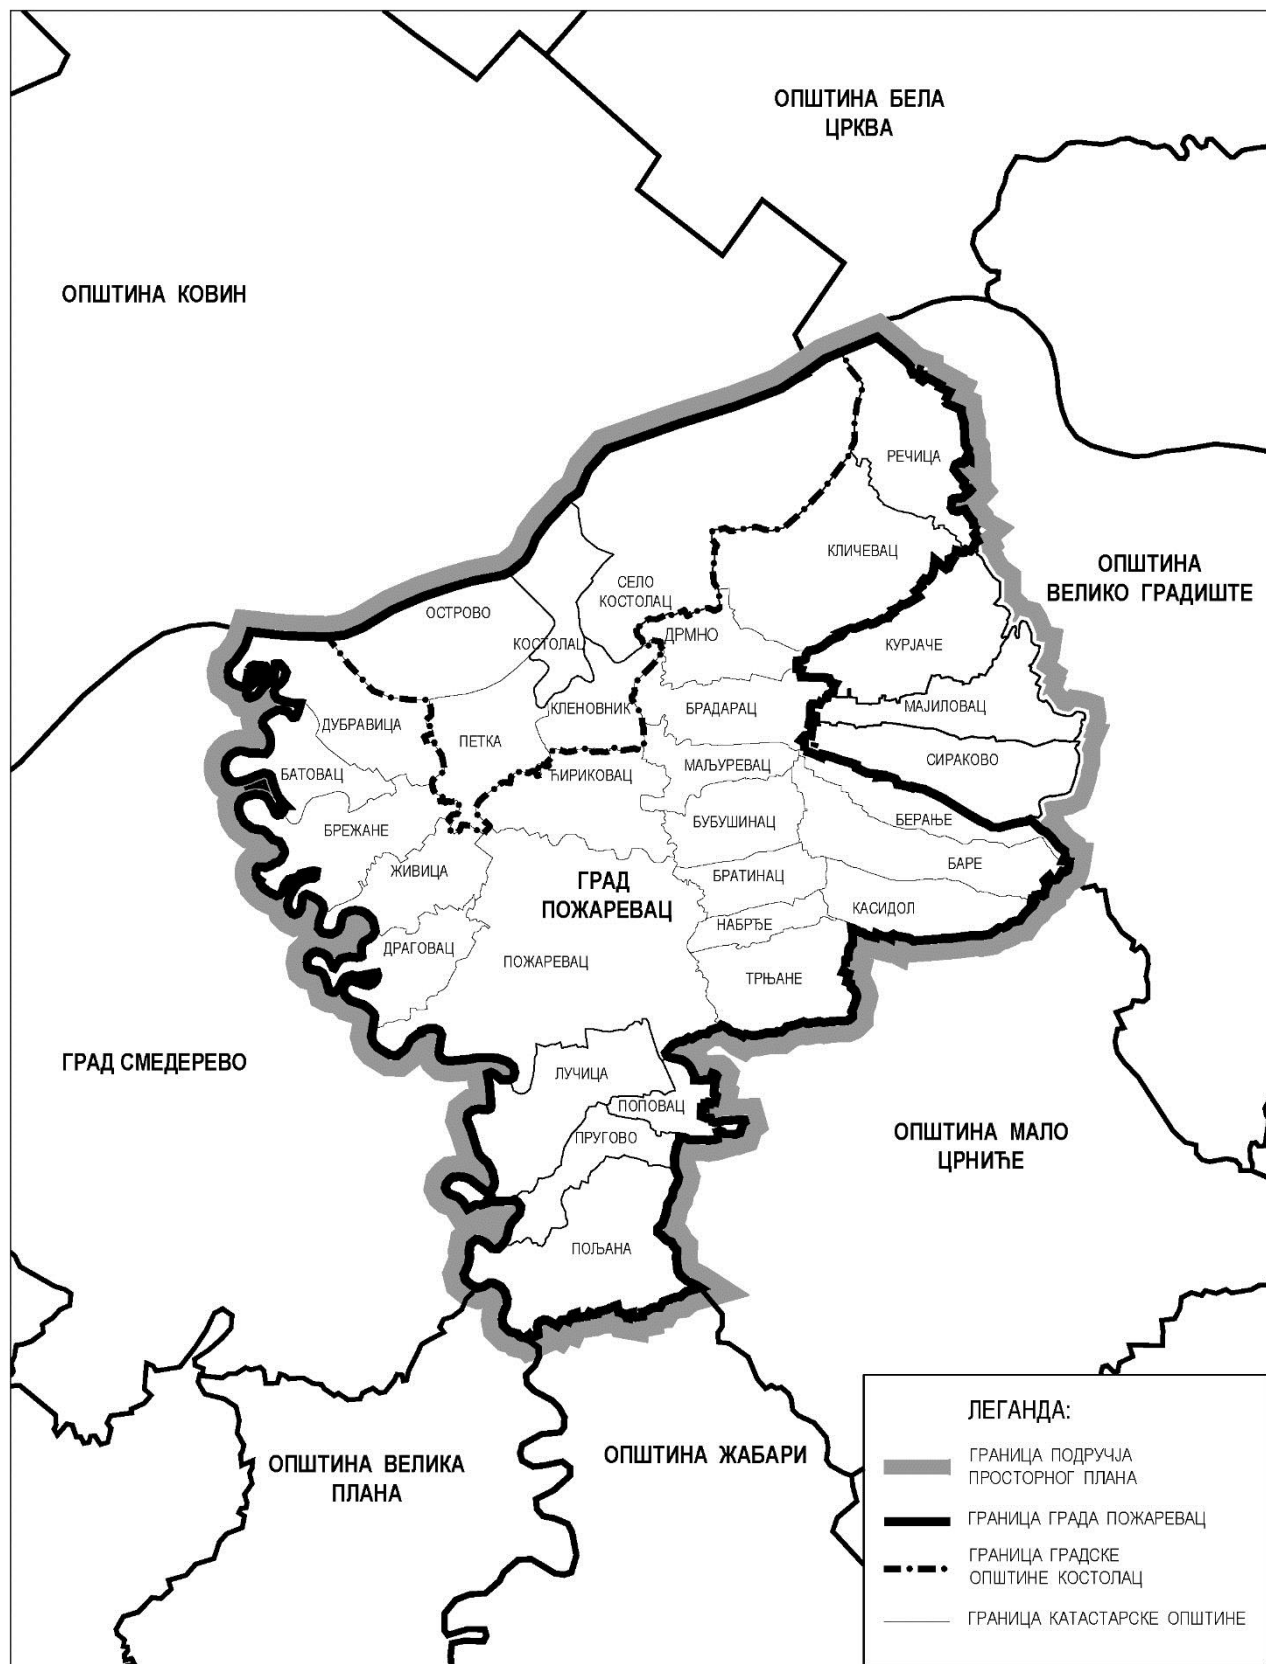 ОПШТИНА БЕЛА
ЦРКВА
ОПШТИНА КОВИН
РЕЧИЦА
КЛИЧЕВАЦ
ОПШТИНА
ВЕЛИКО ГРАДИШТЕ
СЕЛО
КОСТОЛАЦ
ОСТРОВО
ДРМНО
КОСТОЛАЦ
КУРЈАЧЕ
КЛЕНОВНИК
БРАДАРАЦ
МАЈИЛОВАЦ
ДУБРАВИЦА
ПЕТКА
СИРАКОВО
МАЉУРЕВАЦ
БАТОВАЦ
ЋИРИКОВАЦ
БРЕЖАНЕ
БУБУШИНАЦ
БЕРАЊЕ
БАРЕ
ЖИВИЦА
ГРАД
ПОЖАРЕВАЦ
БРАТИНАЦ
КАСИДОЛ
НАБРЂЕ
ДРАГОВАЦ
ПОЖАРЕВАЦ
ТРЊАНЕ
ГРАД СМЕДЕРЕВО
ЛУЧИЦА
ПОПОВАЦ
ПРУГОВО
ОПШТИНА МАЛО
ЦРНИЋЕ
ПОЉАНА
ОПШТИНА ВЕЛИКА
ПЛАНА
ОПШТИНА ЖАБАРИ
ЛЕГАНДА:
ГРАНИЦА ПОДРУЧЈА
ПРОСТОРНОГ ПЛАНА
ГРАНИЦА ГРАДА ПОЖАРЕВАЦ
ГРАНИЦА ГРАДСКЕ
ОПШТИНЕ КОСТОЛАЦ
ГРАНИЦА КАТАСТАРСКЕ ОПШТИНЕ